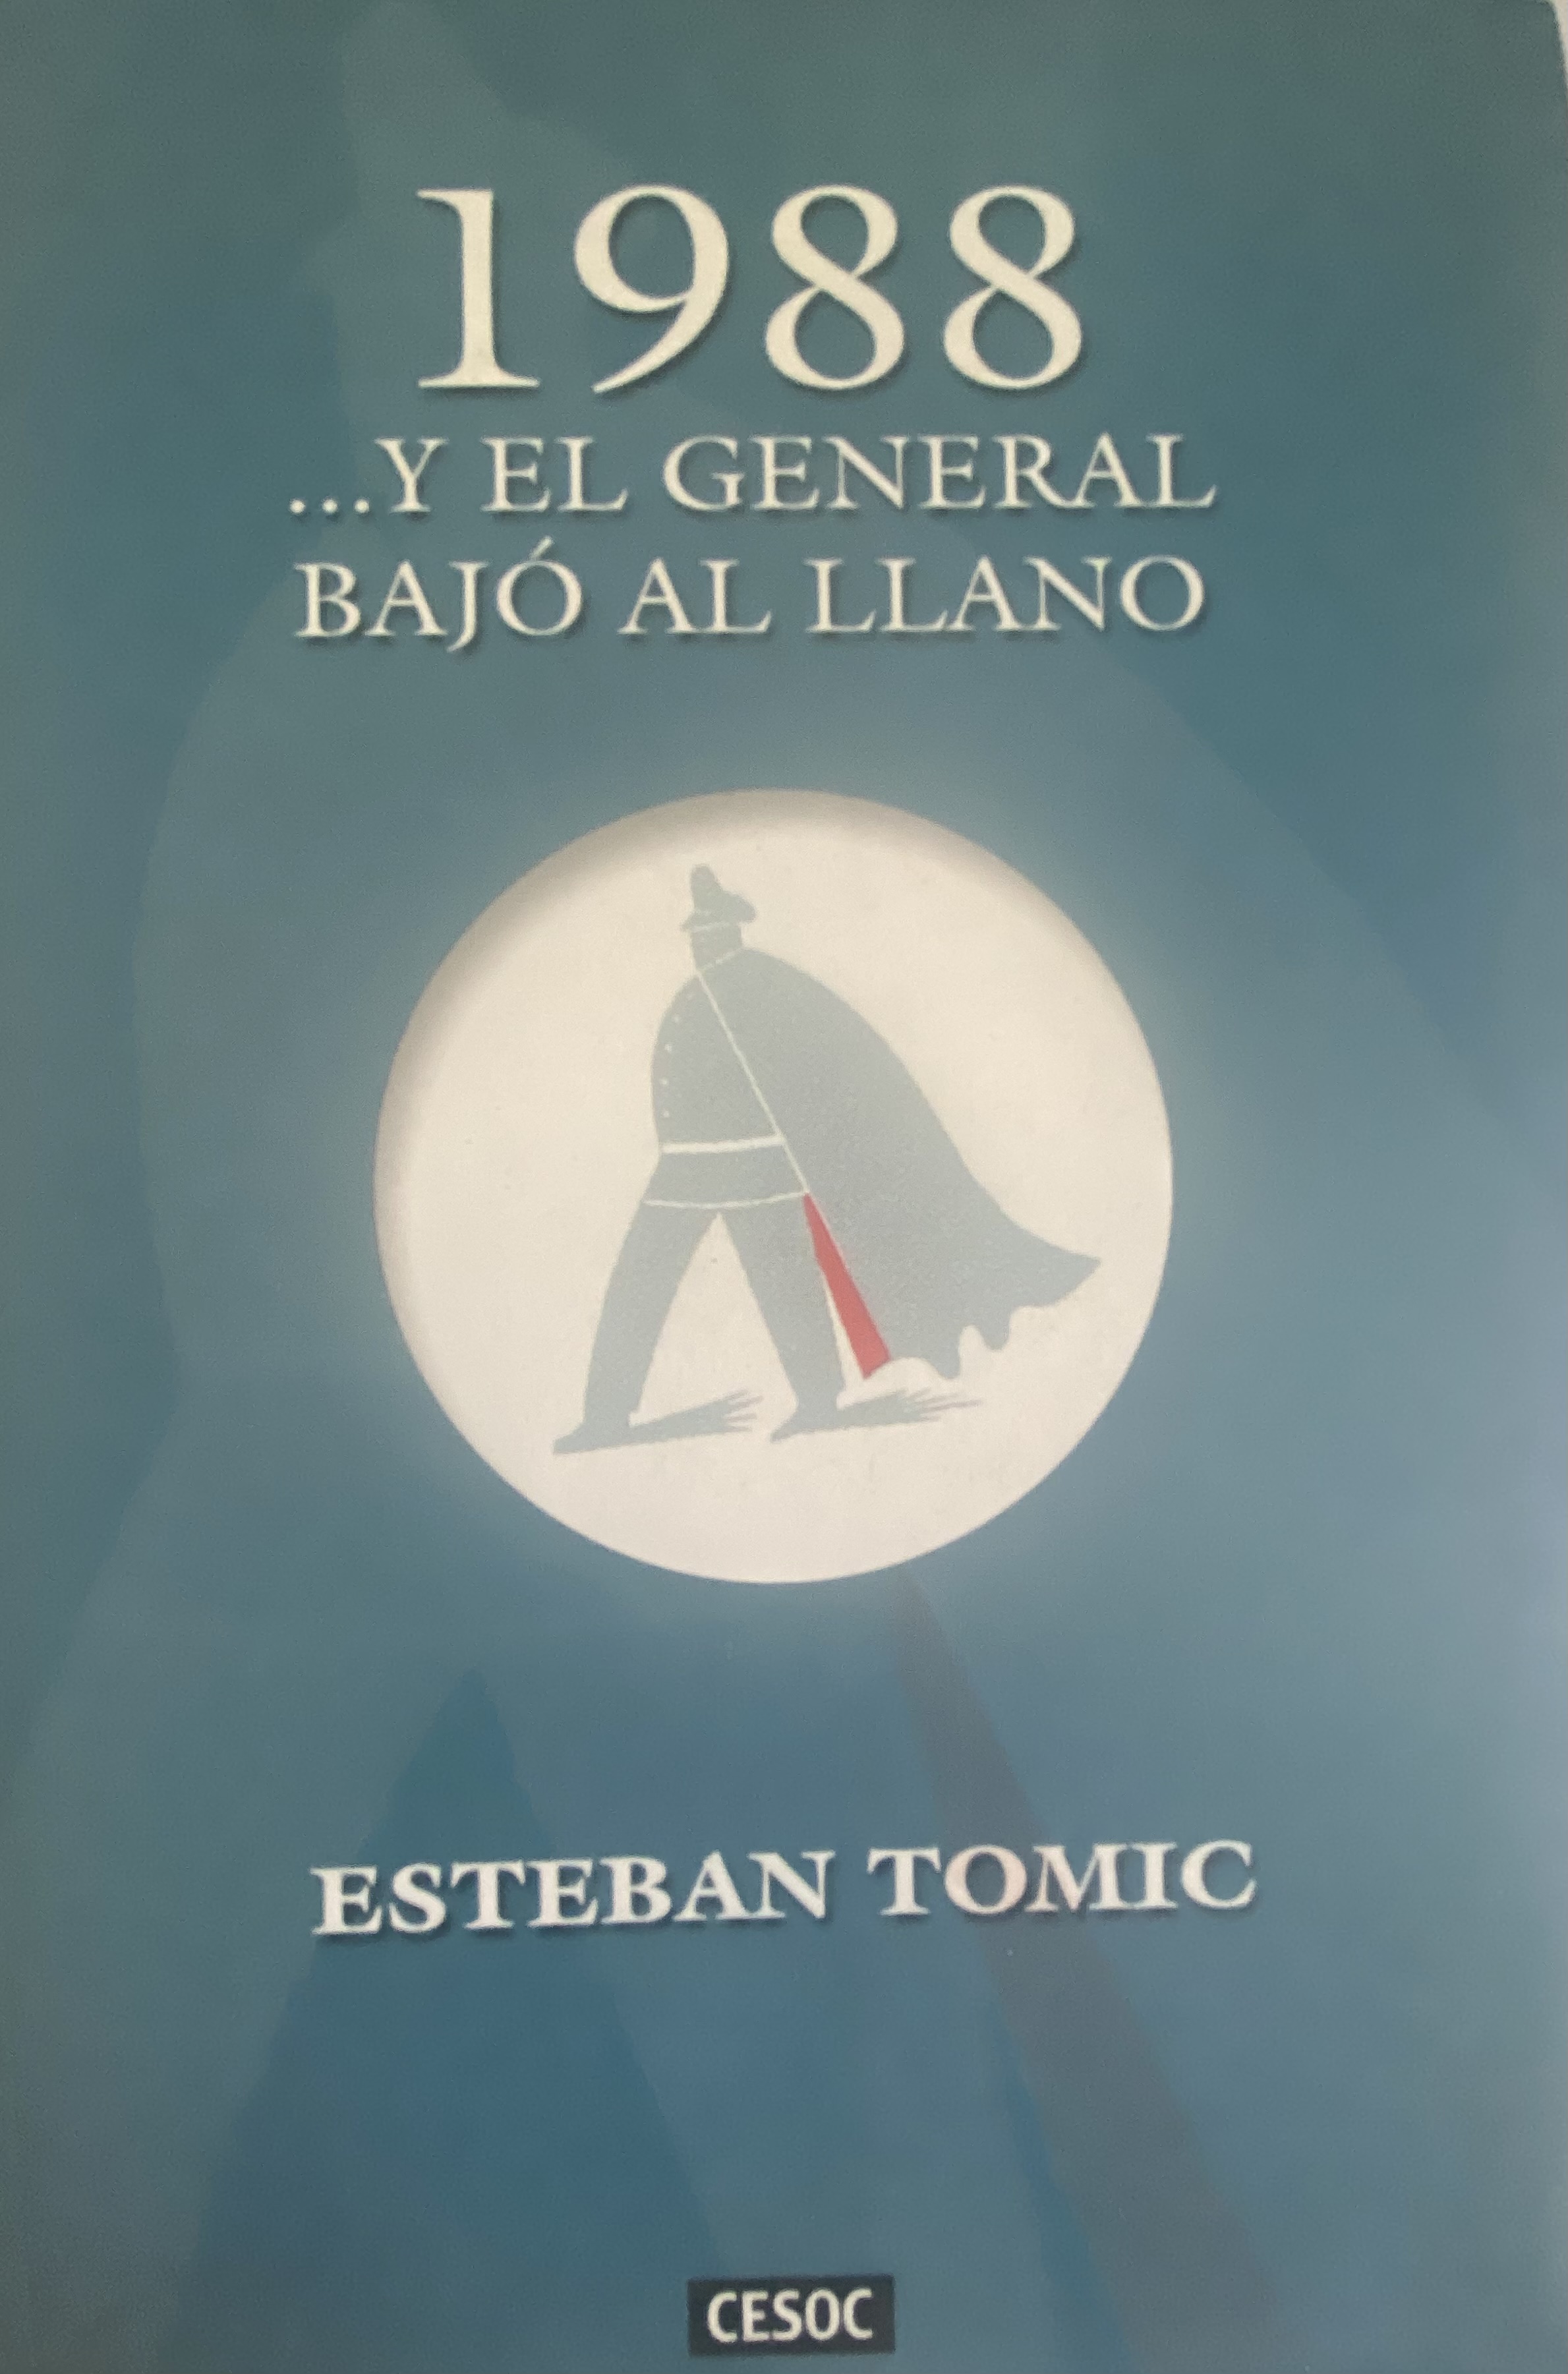 1988
...Y EL GENERAL
BAJÓ AL LLANO
ESTEBAN TOMIC
CESOC